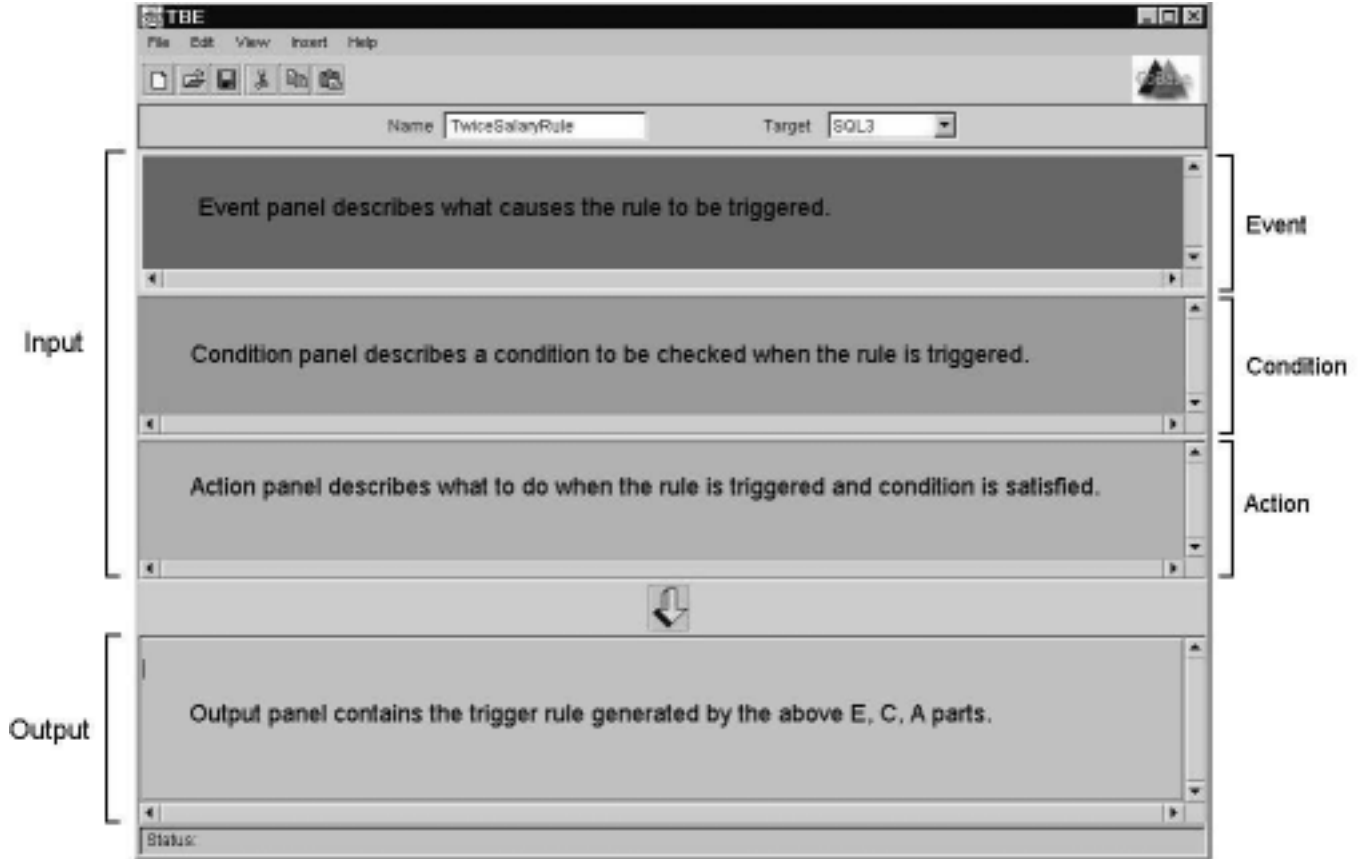 TBE
File Edit View Insert Help
Name TwiceSalaryRule Target SQL3
Event panel describes what causes the rule to be triggered.
Event
Input
Condition panel describes a condition to be checked when the rule is triggered.
Condition
Action panel describes what to do when the rule is triggered and condition is satisfied.
Action
Output panel contains the trigger rule generated by the above E, C, A parts.
Output
Status: